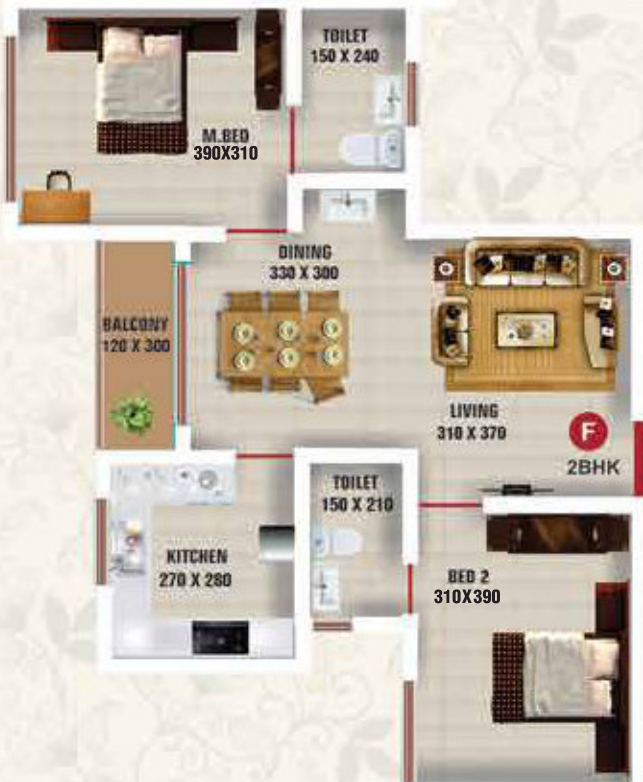 TOILET
150 X 240
M.BED
390X310
DINING
330 X 300
BALCONY
120 X 300
LIVING
310 X 370
F
2BHK
TOILET
150 X 210
KITCHEN
270 X 280
BED 2
310X390